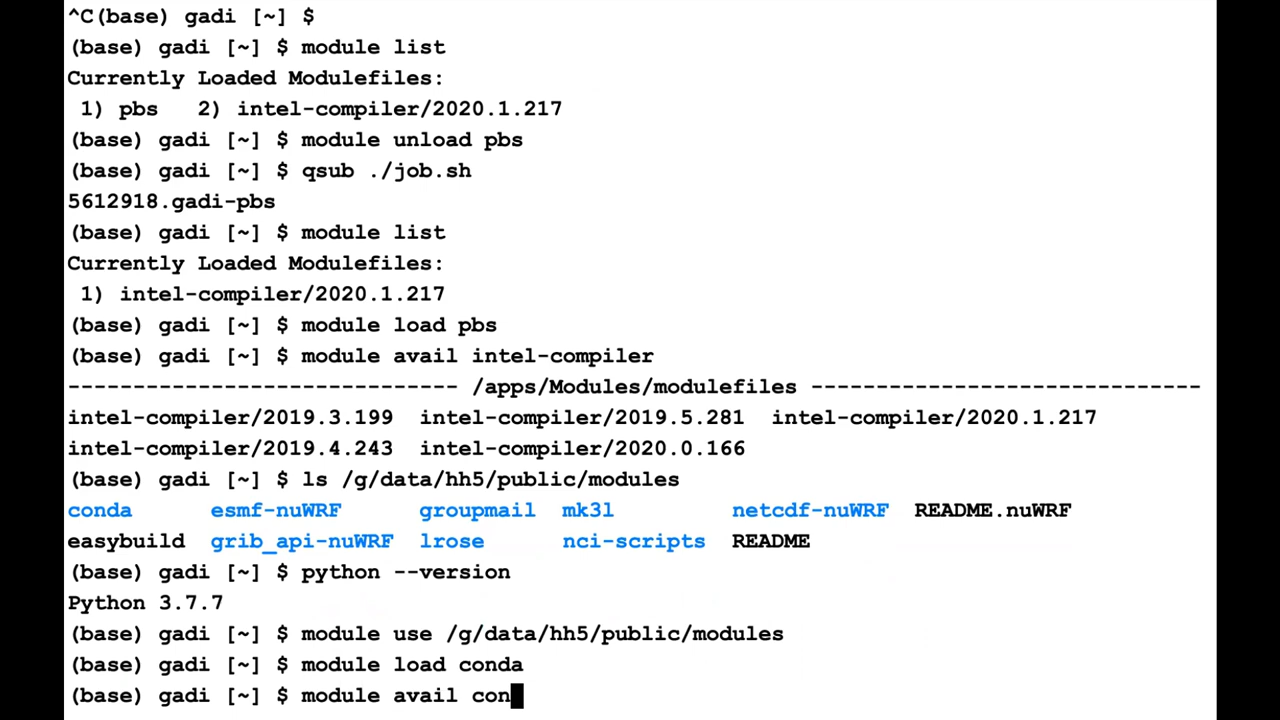 ^C(base) gadi [~] $
(base) gadi [~] $ module list
Currently Loaded Modulefiles:
 1) pbs   2) intel-compiler/2020.1.217
(base) gadi [~] $ module unload pbs
(base) gadi [~] $ qsub ./job.sh
5612918.gadi-pbs
(base) gadi [~] $ module list
Currently Loaded Modulefiles:
 1) intel-compiler/2020.1.217
(base) gadi [~] $ module load pbs
(base) gadi [~] $ module avail intel-compiler
------------------------------ /apps/Modules/modulefiles ------------------------------
intel-compiler/2019.3.199  intel-compiler/2019.5.281  intel-compiler/2020.1.217
intel-compiler/2019.4.243  intel-compiler/2020.0.166
(base) gadi [~] $ ls /g/data/hh5/public/modules
conda      esmf-nuWRF      groupmail  mk3l         netcdf-nuWRF  README.nuWRF
easybuild  grib_api-nuWRF  lrose      nci-scripts  README
(base) gadi [~] $ python --version
Python 3.7.7
(base) gadi [~] $ module use /g/data/hh5/public/modules
(base) gadi [~] $ module load conda
(base) gadi [~] $ module avail con